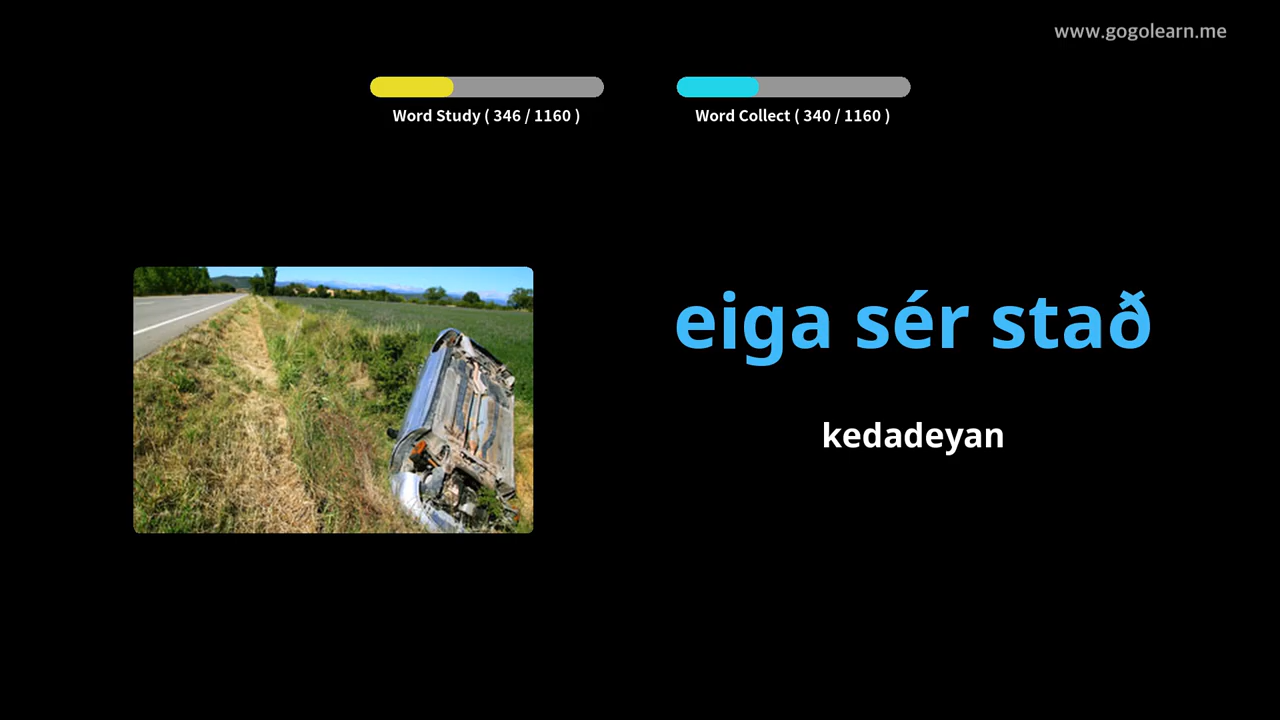 www.gogolearn.me
Word Study ( 346 / 1160 )
Word Collect ( 340 / 1160 )
eiga sér stað
kedadeyan